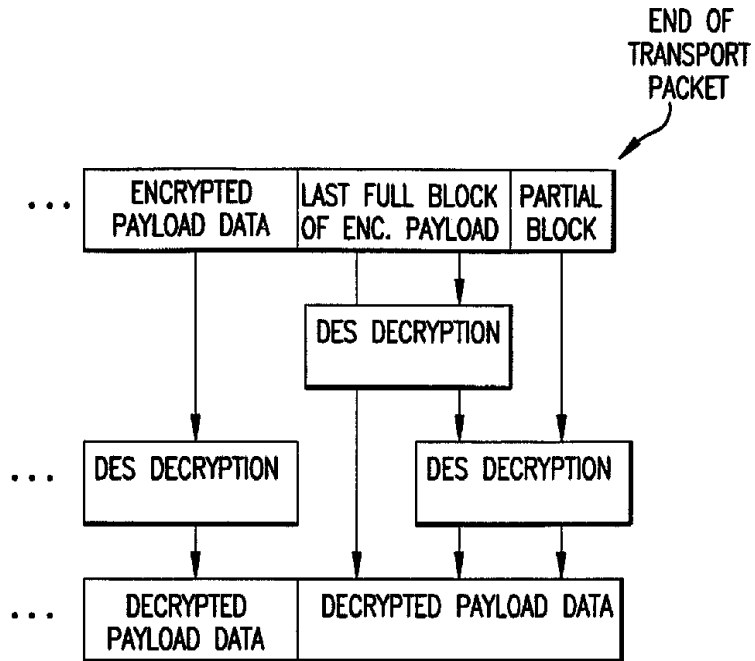 END OF
TRANSPORT
PACKET
... ENCRYPTED
PAYLOAD DATA
LAST FULL BLOCK
OF ENC. PAYLOAD
PARTIAL
BLOCK
DES DECRYPTION
... DES DECRYPTION
DES DECRYPTION
... DECRYPTED
PAYLOAD DATA
DECRYPTED PAYLOAD DATA